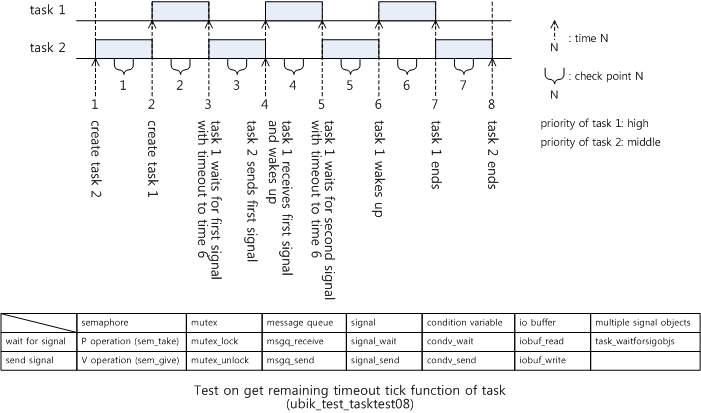 task 1
task 2
1
2
3
4
5
6
7
1
2
3
4
5
6
7
8
create task 2
create task 1
task 1 waits for first signal
with timeout to time 6
task 2 sends first signal
task 1 receives first signal
and wakes up
task 1 waits for second signal
with timeout to time 6
task 1 wakes up
task 1 ends
task 2 ends
N : time N
: check point N
N
priority of task 1: high
priority of task 2: middle
semaphore mutex message queue signal condition variable io buffer multiple signal objects
wait for signal P operation (sem_take) mutex_lock msgq_receive signal_wait condv_wait iobuf_read task_waitforsigobjs
send signal V operation (sem_give) mutex_unlock msgq_send signal_send condv_send iobuf_write
Test on get remaining timeout tick function of task
(ubik_test_tasktest08)